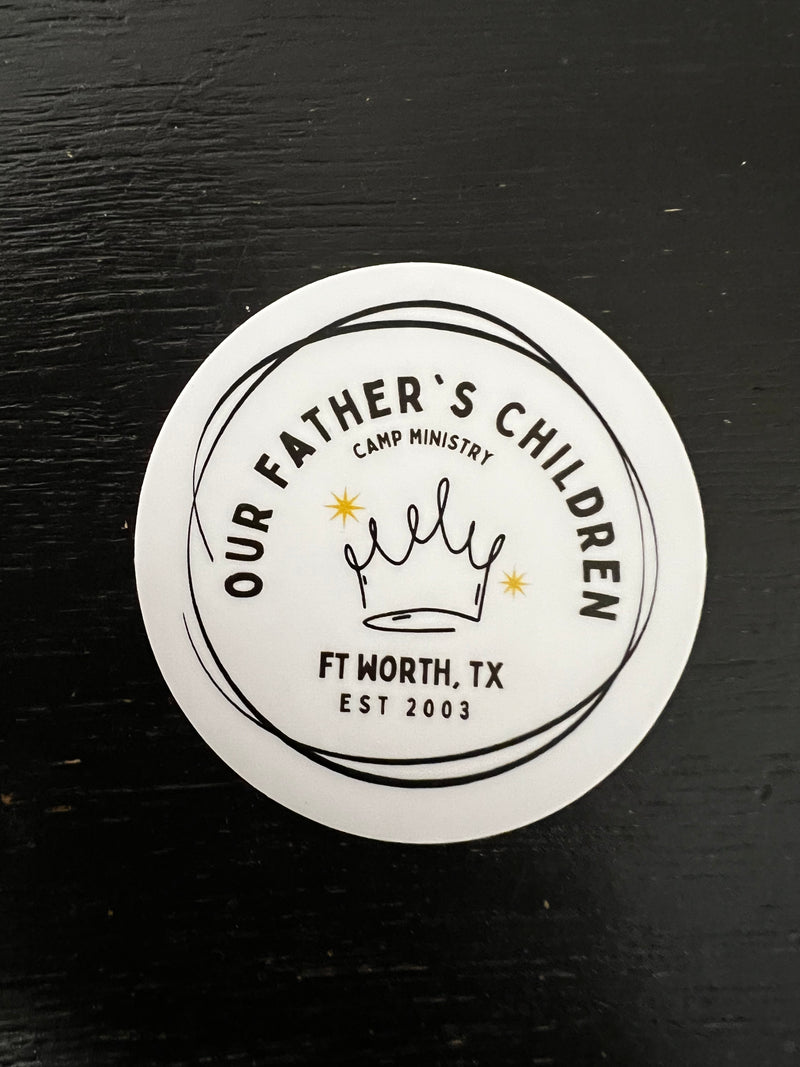 OUR FATHER`S CHILDREN
CAMP MINISTRY
FT WORTH, TX
EST 2003